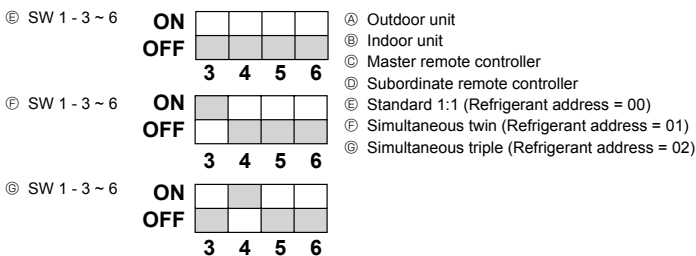 Ⓔ SW 1 - 3 ~ 6
ON
OFF
3 4 5 6
Ⓕ SW 1 - 3 ~ 6
ON
OFF
3 4 5 6
Ⓖ SW 1 - 3 ~ 6
ON
OFF
3 4 5 6
Ⓐ Outdoor unit
Ⓑ Indoor unit
Ⓒ Master remote controller
Ⓓ Subordinate remote controller
Ⓔ Standard 1:1 (Refrigerant address = 00)
Ⓕ Simultaneous twin (Refrigerant address = 01)
Ⓖ Simultaneous triple (Refrigerant address = 02)